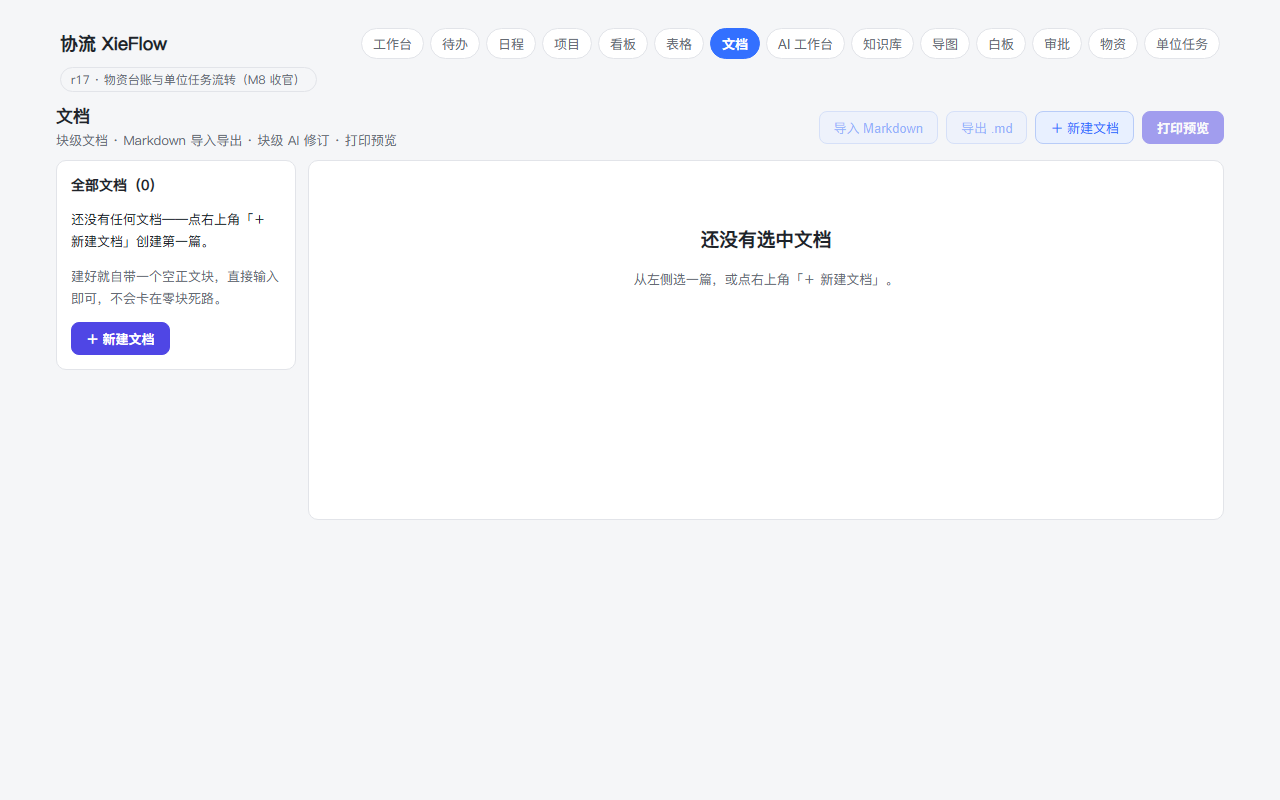 协流 XieFlow
工作台 待办 日程 项目 看板 表格 文档 AI 工作台 知识库 导图 白板 审批 物资 单位任务
r17 · 物资台账与单位任务流转（M8 收官）
文档
块级文档 · Markdown 导入导出 · 块级 AI 修订 · 打印预览
导入 Markdown 导出 .md ＋ 新建文档 打印预览
全部文档（0）
还没有任何文档——点右上角「＋
新建文档」创建第一篇。
建好就自带一个空正文块，直接输入
即可，不会卡在零块死路。
＋ 新建文档
还没有选中文档
从左侧选一篇，或点右上角「＋ 新建文档」。